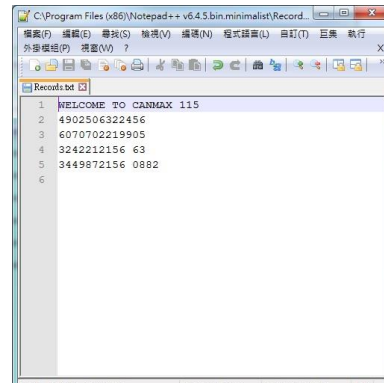 C:\Program Files (x86)\Notepad++ v6.4.5.bin.minimalist\Record...
檔案(F) 編輯(E) 尋找(S) 檢視(V) 編碼(N) 程式語言(L) 自訂(T) 巨集 執行
外掛模組(P) 視窗(W) ? X
Records.txt
1 WELCOME TO CANMAX 115
2 4902506322456
3 6070702219905
4 3242212156 63
5 3449872156 0882
6